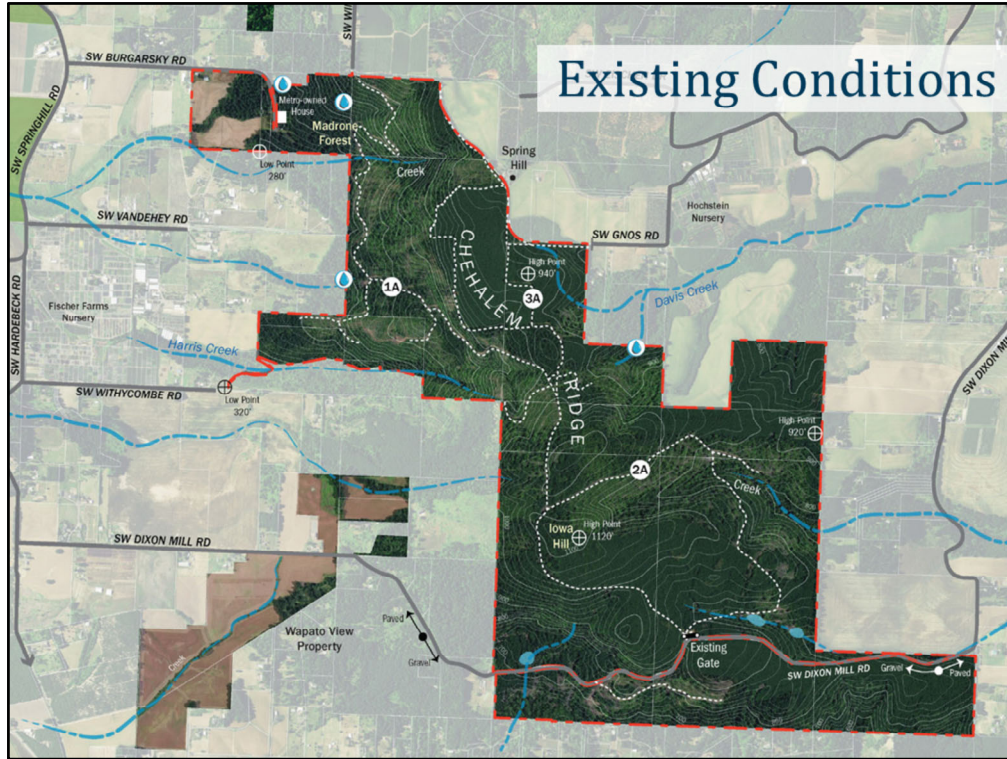 Existing Conditions
SW BURGARSKY RD
SW SPRINGHILL RD
Metro-owned
House
Madrone
Forest
Low Point
280'
Creek
Spring
Hill
SW VANDEHEY RD
Hochstein
Nursery
SW GNOS RD
CHEHALEM
High Point
940'
1A
3A
Davis Creek
Fischer Farms
Nursery
SW HARDEBECK RD
Harris Creek
SW DIXON MILL
SW WITHYCOMBE RD
Low Point
320'
RIDGE
High Point
920'
2A
Creek
Iowa
Hill
High Point
1120'
SW DIXON MILL RD
Paved
Gravel
Wapato View
Property
Creek
Existing
Gate
SW DIXON MILL RD
Gravel
Paved